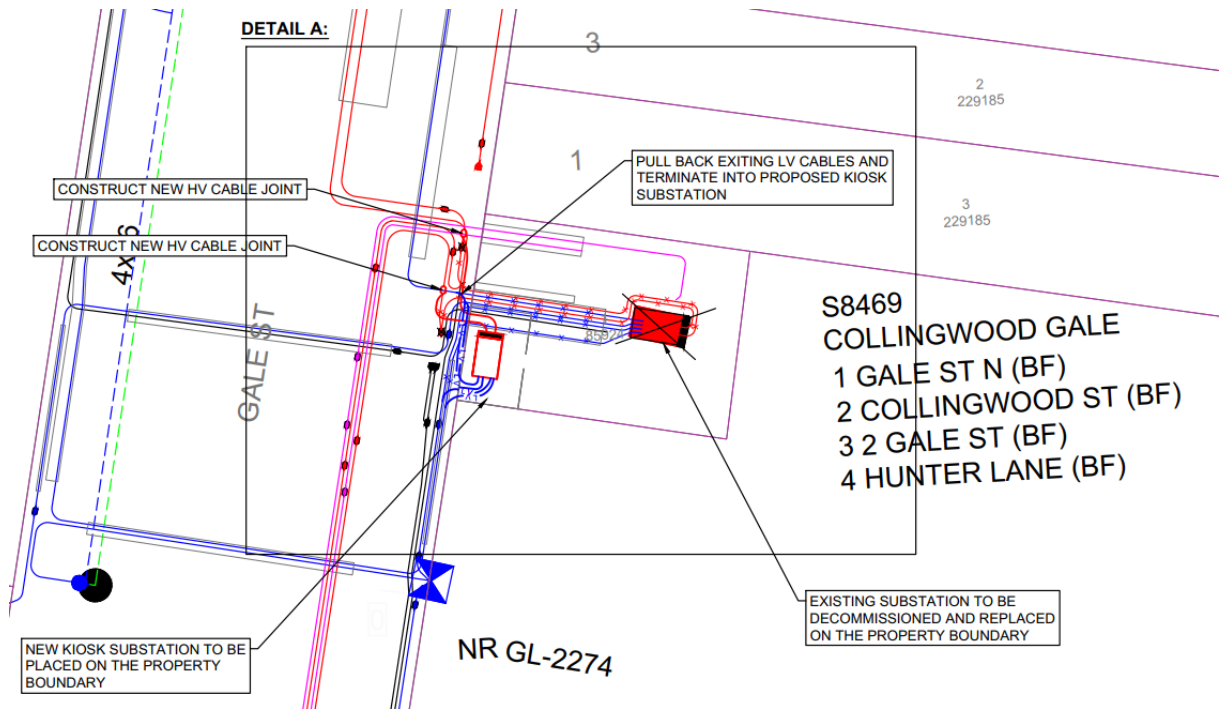 DETAIL A:
3
2
229185
1
PULL BACK EXITING LV CABLES AND
TERMINATE INTO PROPOSED KIOSK
SUBSTATION
CONSTRUCT NEW HV CABLE JOINT
3
229185
CONSTRUCT NEW HV CABLE JOINT
GALE ST
S8469
COLLINGWOOD GALE
1 GALE ST N (BF)
2 COLLINGWOOD ST (BF)
3 2 GALE ST (BF)
4 HUNTER LANE (BF)
EXISTING SUBSTATION TO BE
DECOMMISSIONED AND REPLACED
ON THE PROPERTY BOUNDARY
NEW KIOSK SUBSTATION TO BE
PLACED ON THE PROPERTY
BOUNDARY
NR GL-2274